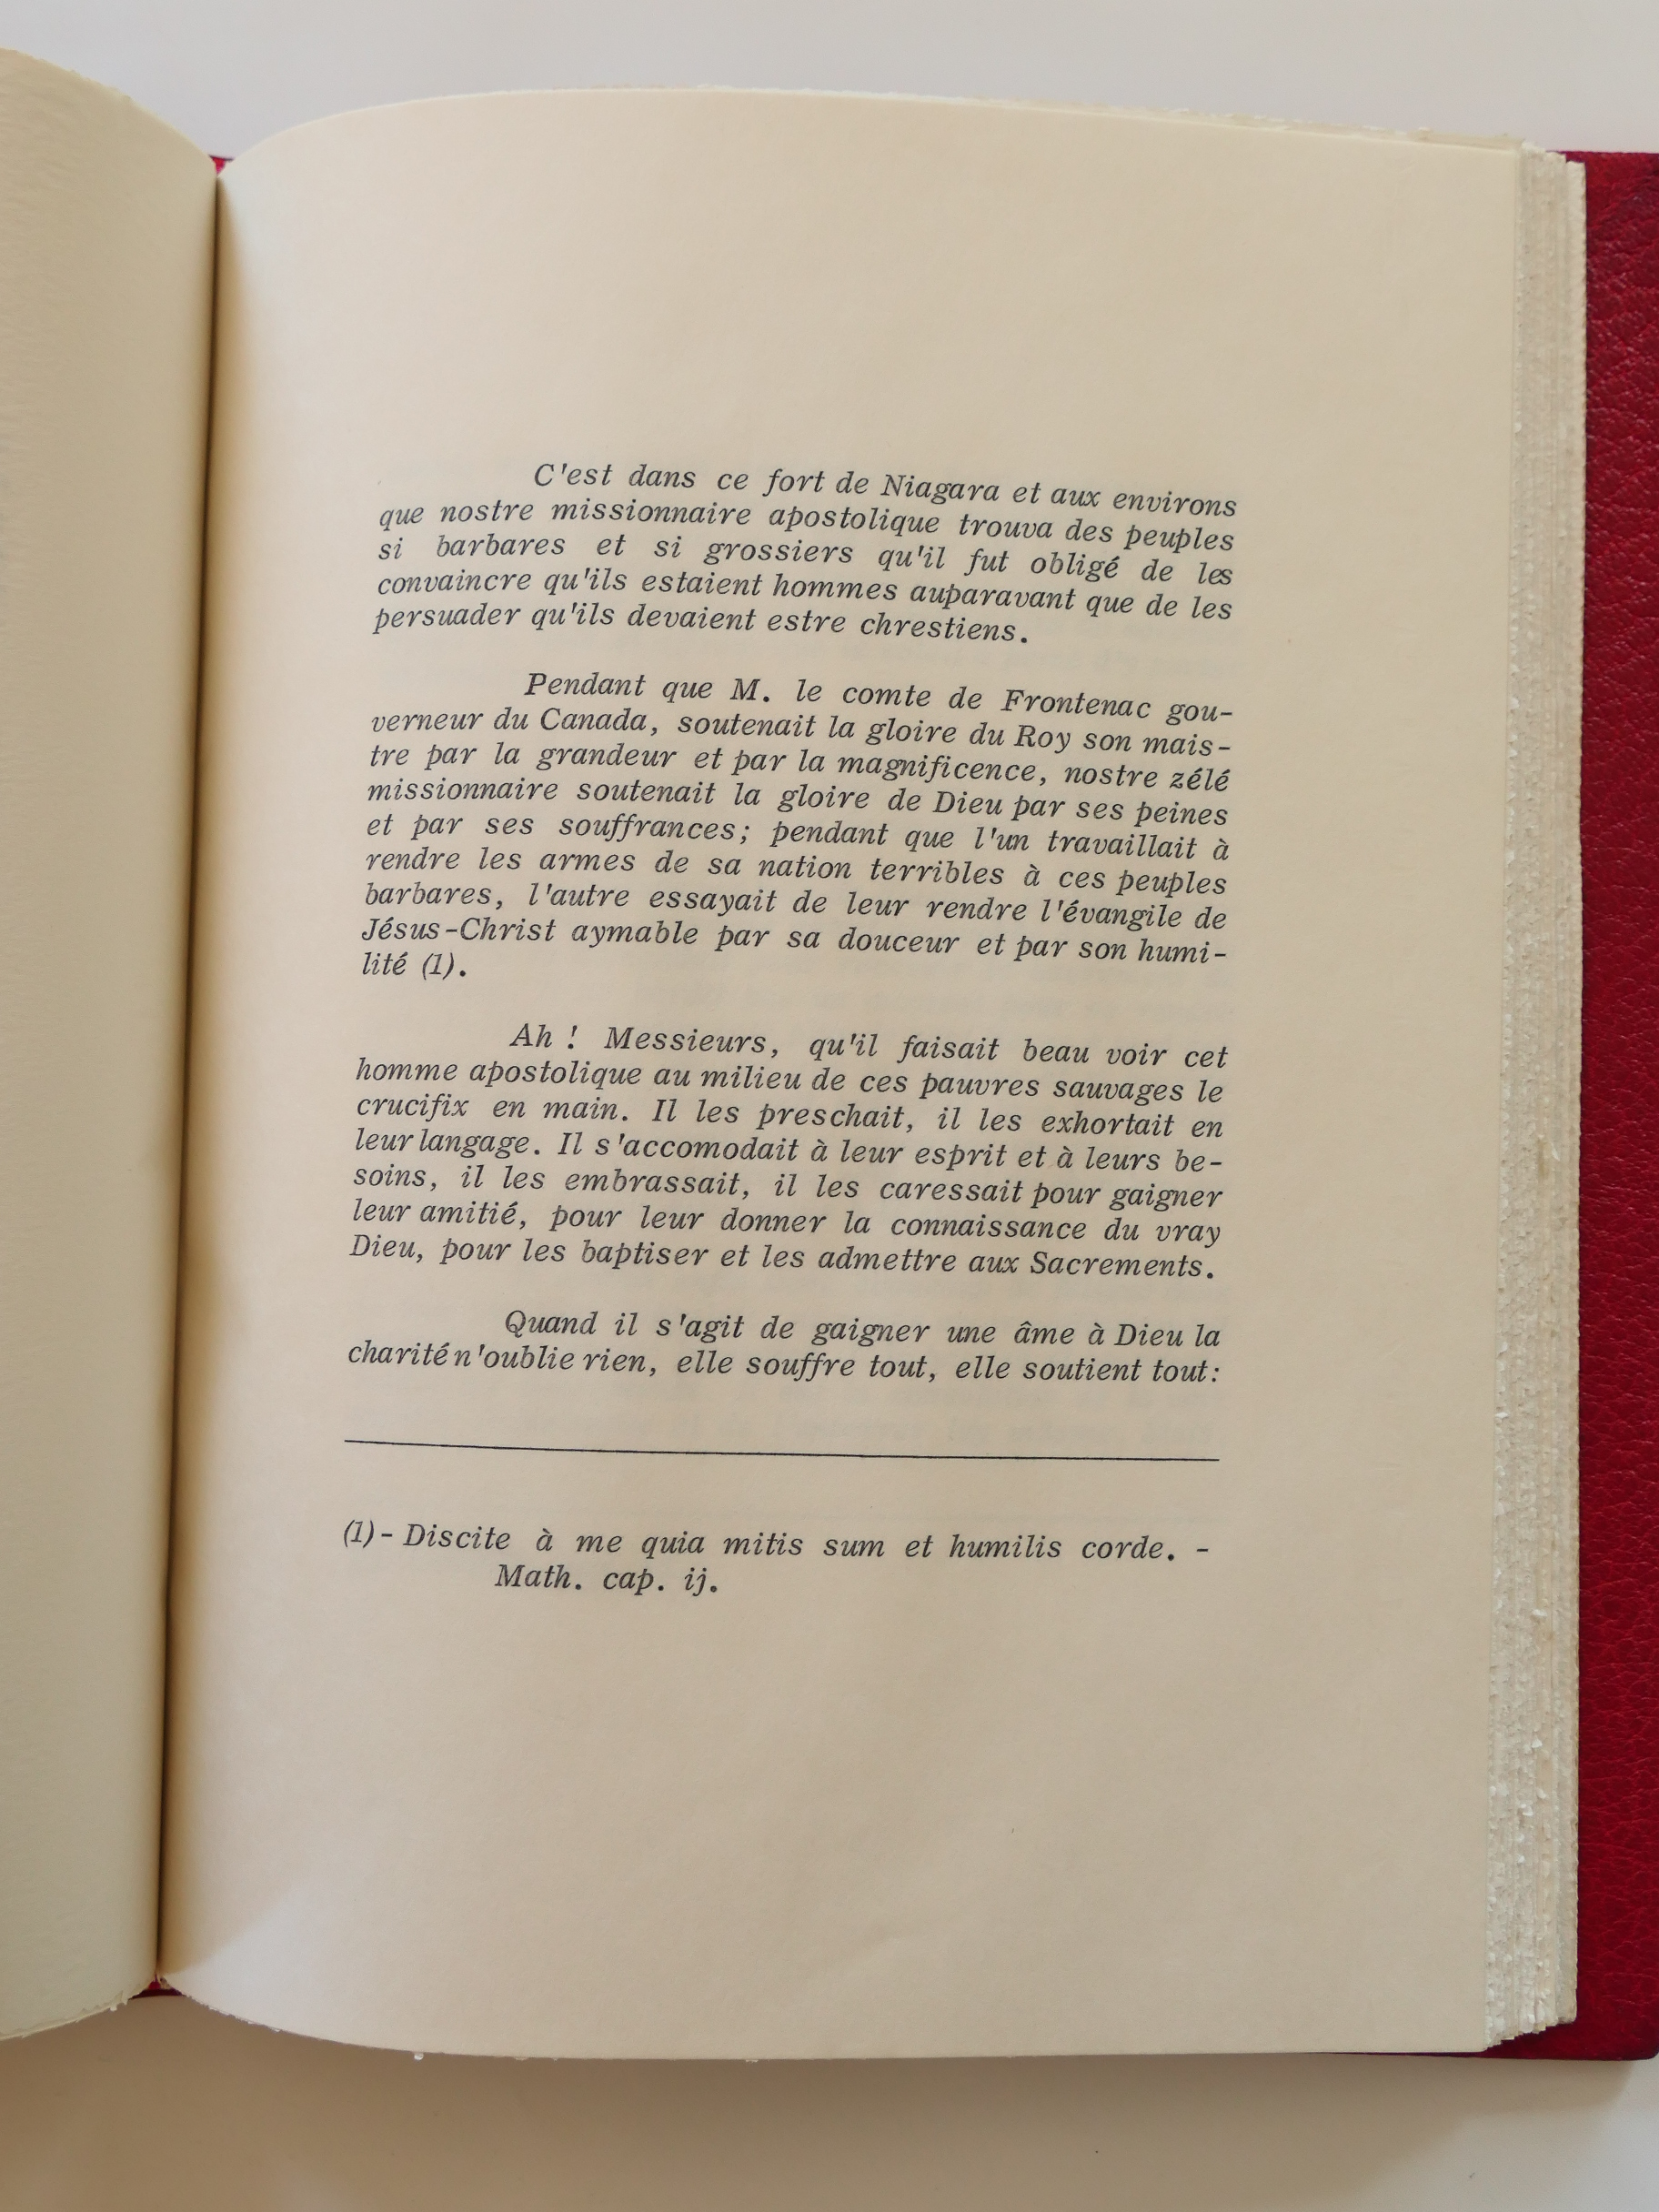 C'est dans ce fort de Niagara et aux environs
que nostre missionnaire apostolique trouva des peuples
si barbares et si grossiers qu'il fut obligé de les
convaincre qu'ils estaient hommes auparavant que de les
persuader qu'ils devaient estre chrestiens.
Pendant que M. le comte de Frontenac gou-
verneur du Canada, soutenait la gloire du Roy son mais-
tre par la grandeur et par la magnificence, nostre zélé
missionnaire soutenait la gloire de Dieu par ses peines
et par ses souffrances; pendant que l'un travaillait à
rendre les armes de sa nation terribles à ces peuples
barbares, l'autre essayait de leur rendre l'évangile de
Jésus-Christ aymable par sa douceur et par son humi-
lité (1).
Ah ! Messieurs, qu'il faisait beau voir cet
homme apostolique au milieu de ces pauvres sauvages le
crucifix en main. Il les preschait, il les exhortait en
leur langage. Il s'accomodait à leur esprit et à leurs be-
soins, il les embrassait, il les caressait pour gaigner
leur amitié, pour leur donner la connaissance du vray
Dieu, pour les baptiser et les admettre aux Sacrements.
Quand il s'agit de gaigner une âme à Dieu la
charité n'oublie rien, elle souffre tout, elle soutient tout:
(1)- Discite à me quia mitis sum et humilis corde. -
Math. cap. ij.